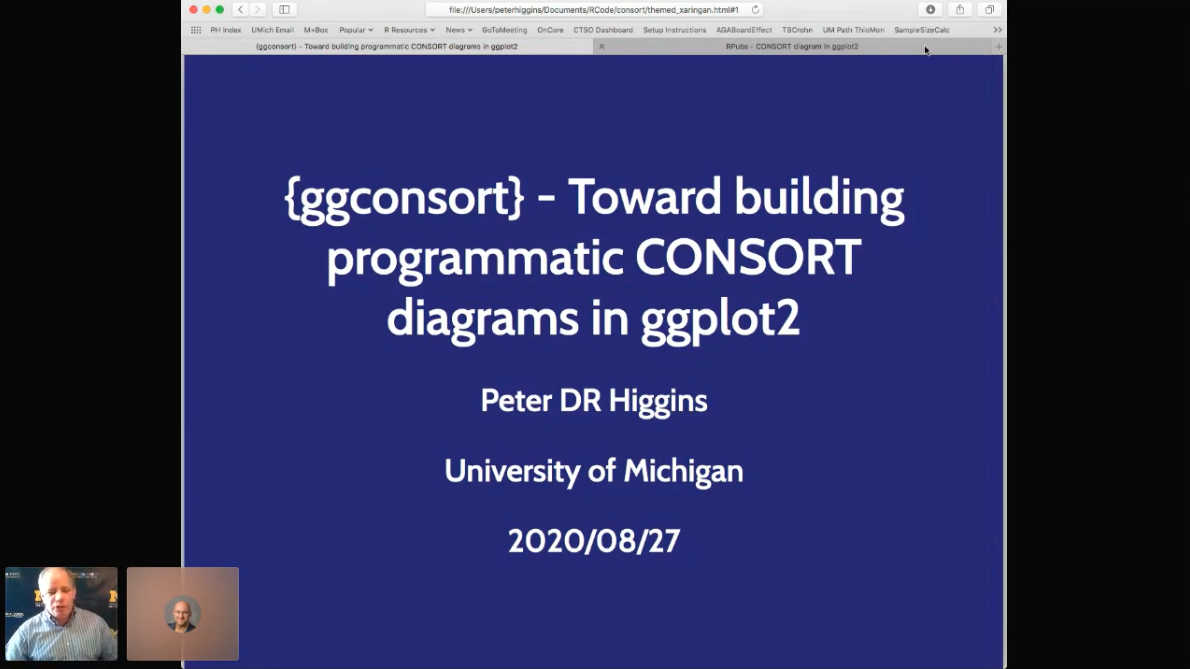 file:///Users/peterhiggins/Documents/RCode/consort/themed_xaringan.html#1
PH Index UMich Email M+Box Popular R Resources News GoToMeeting OnCore CTSO Dashboard Setup Instructions AGABoardEffect TBCrohn UM Path ThioMon SampleSizeCalc
{ggconsort} - Toward building programmatic CONSORT diagrams in ggplot2
RPubs - CONSORT diagram in ggplot2
{ggconsort} - Toward building
programmatic CONSORT
diagrams in ggplot2
Peter DR Higgins
University of Michigan
2020/08/27